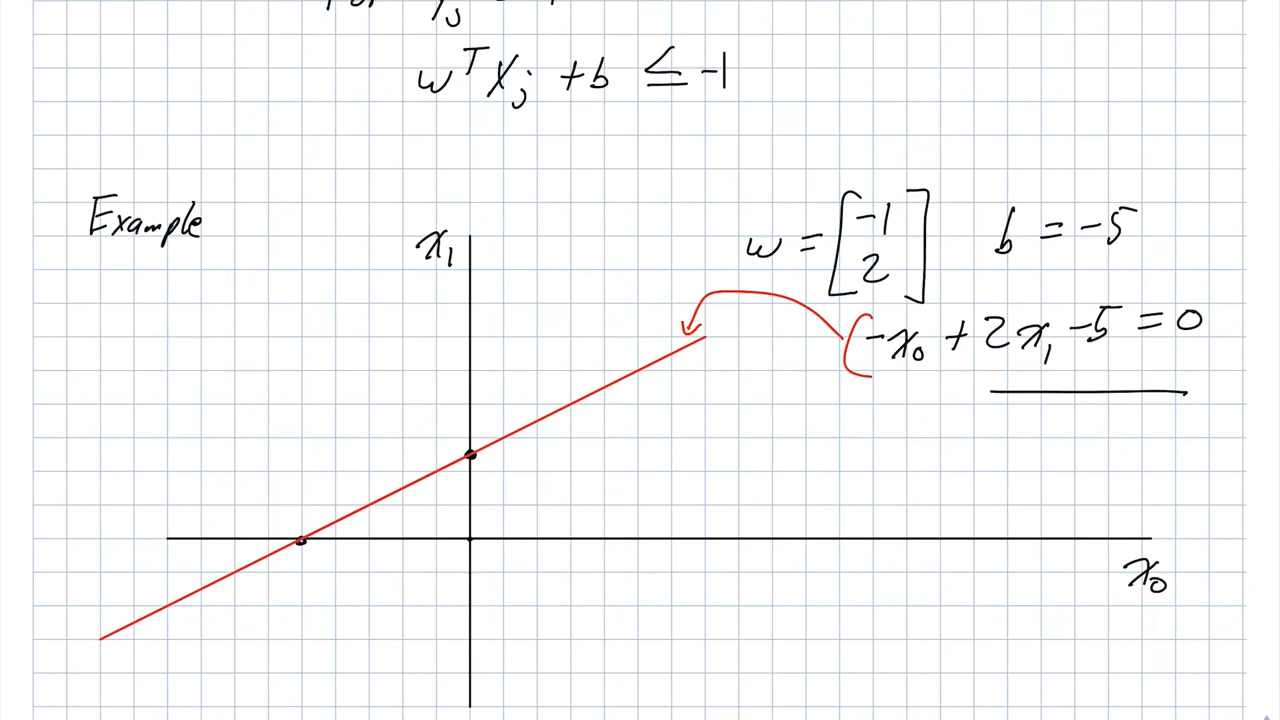 w^T x_j + b ≤ -1
Example
x_1
w = [-1 2] b = -5
-x_0 + 2x_1 - 5 = 0
x_0